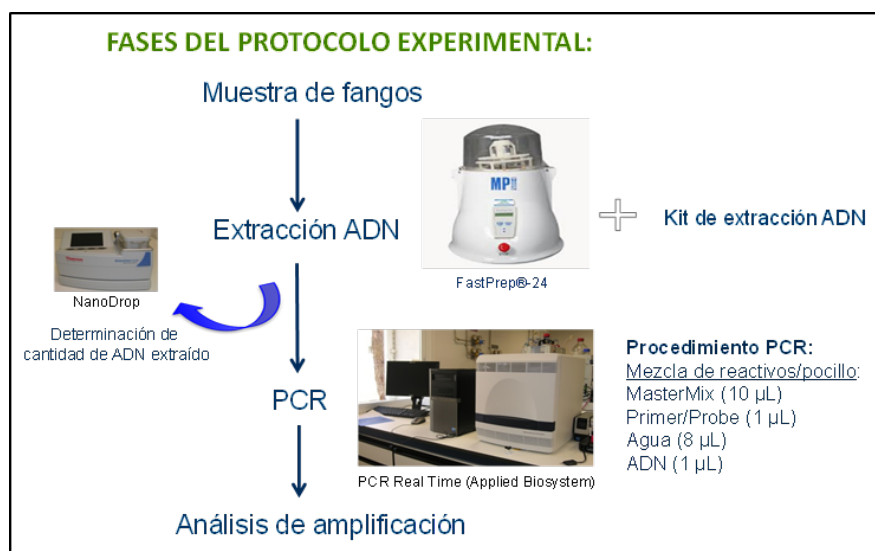 FASES DEL PROTOCOLO EXPERIMENTAL:
Muestra de fangos
MP
Extracción ADN
Kit de extracción ADN
FastPrep®-24
NanoDrop
Determinación de
cantidad de ADN extraído
Procedimiento PCR:
Mezcla de reactivos/pocillo:
MasterMix (10 µL)
Primer/Probe (1 µL)
Agua (8 µL)
ADN (1 µL)
PCR
PCR Real Time (Applied Biosystem)
Análisis de amplificación